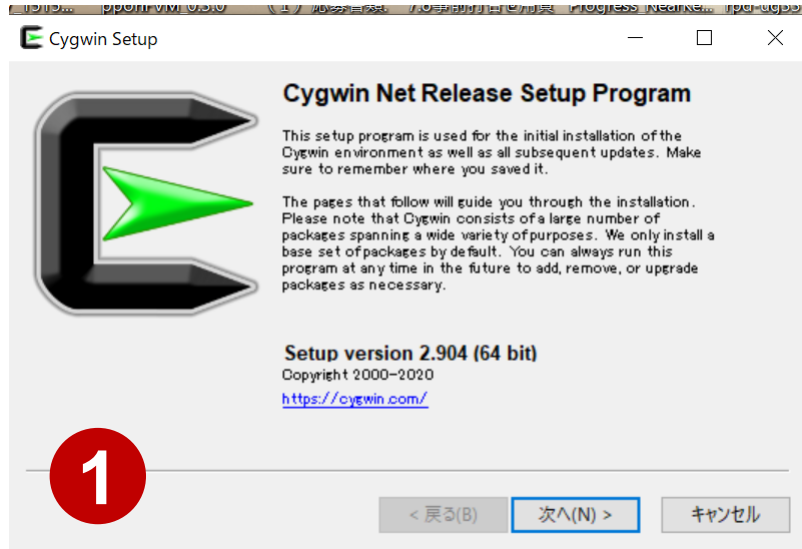 Cygwin Setup
Cygwin Net Release Setup Program
This setup program is used for the initial installation of the
Cygwin environment as well as all subsequent updates. Make
sure to remember where you saved it.
The pages that follow will guide you through the installation.
Please note that Cygwin consists of a large number of
packages spanning a wide variety of purposes. We only install a
base set of packages by default. You can always run this
program at any time in the future to add, remove, or upgrade
packages as necessary.
Setup version 2.904 (64 bit)
Copyright 2000-2020
https://cygwin.com/
1
< 戻る(B)
次へ(N) >
キャンセル